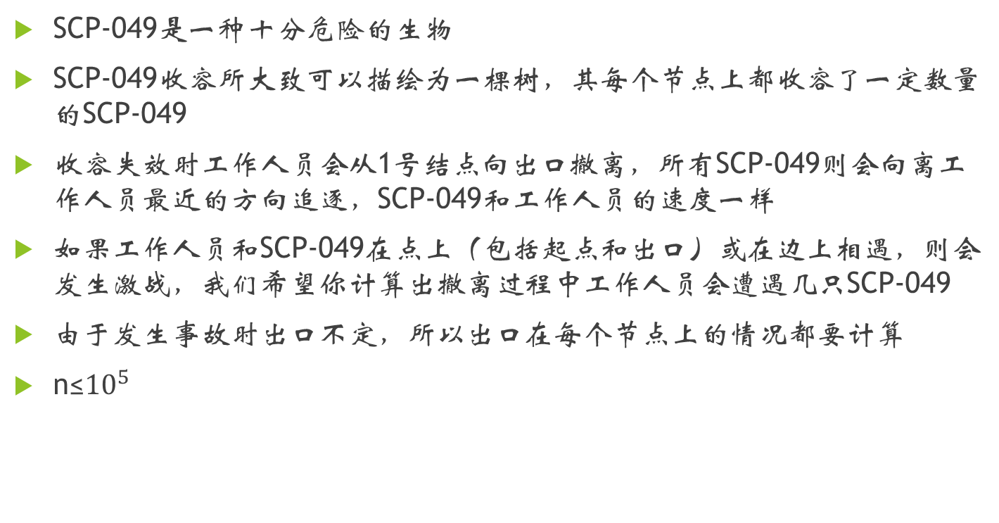 SCP-049是一种十分危险的生物
SCP-049收容所大致可以描绘为一棵树，其每个节点上都收容了一定数量
的SCP-049
收容失效时工作人员会从1号结点向出口撤离，所有SCP-049则会向离工
作人员最近的方向追逐，SCP-049和工作人员的速度一样
如果工作人员和SCP-049在点上（包括起点和出口）或在边上相遇，则会
发生激战，我们希望你计算出撤离过程中工作人员会遭遇几只SCP-049
由于发生事故时出口不定，所以出口在每个节点上的情况都要计算
n≤10⁵